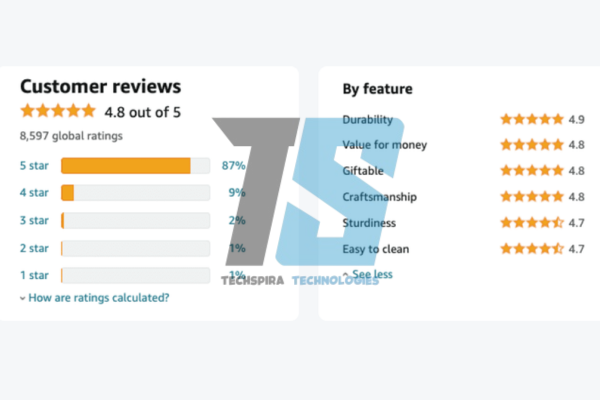 Customer reviews
4.8 out of 5
8,597 global ratings
5 star 87%
4 star 9%
3 star 2%
2 star 1%
1 star 1%
How are ratings calculated?
By feature
Durability 4.9
Value for money 4.8
Giftable 4.8
Craftsmanship 4.8
Sturdiness 4.7
Easy to clean 4.7
See less
TS
TECHSPIRA TECHNOLOGIES